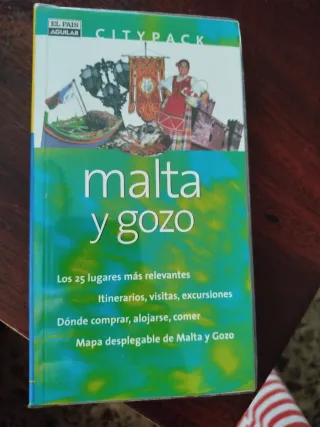 EL PAIS
AGUILAR
CITYPACK
malta
y gozo
Los 25 lugares más relevantes
Itinerarios, visitas, excursiones
Dónde comprar, alojarse, comer
Mapa desplegable de Malta y Gozo